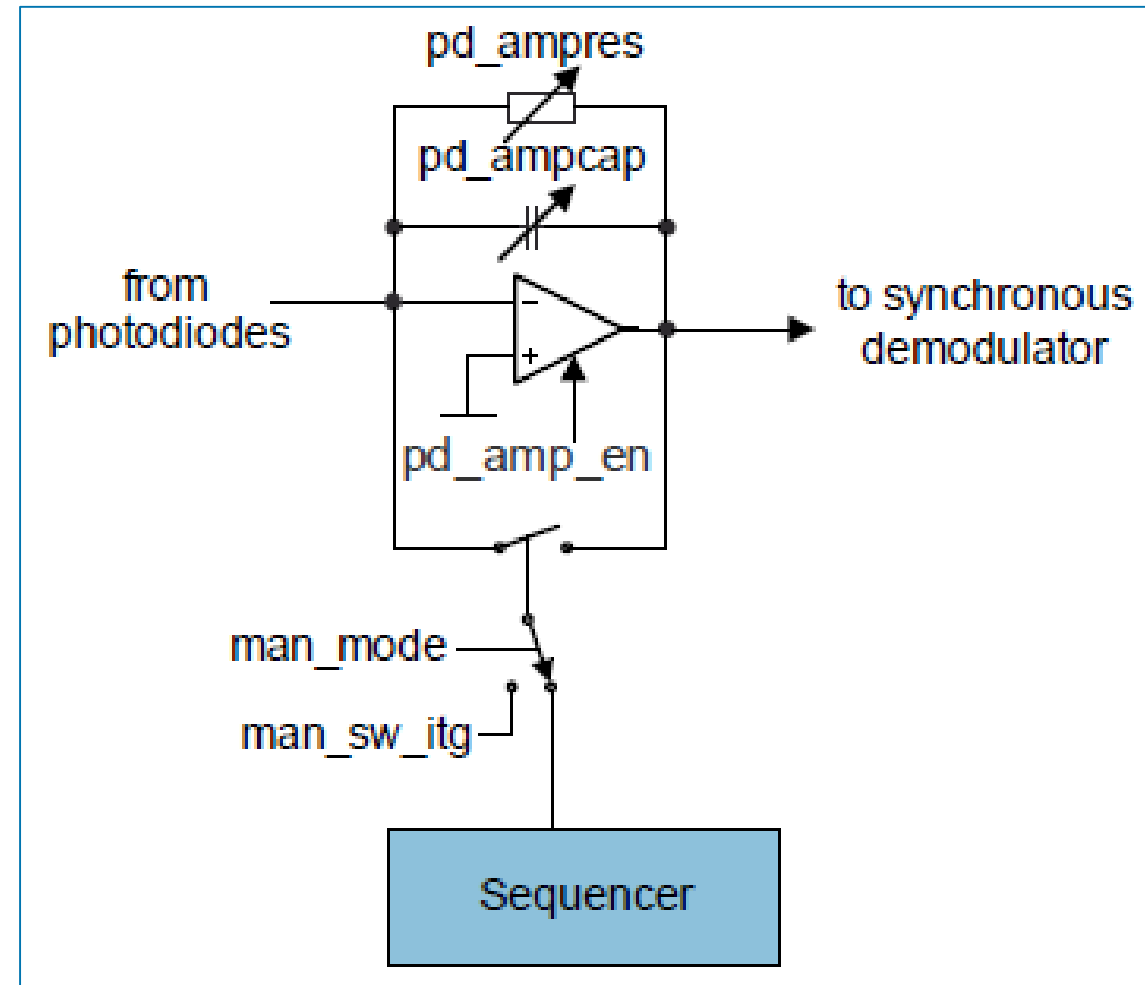 pd_ampres
pd_ampcap
from
photodiodes
−
+
to synchronous
demodulator
pd_amp_en
man_mode
man_sw_itg
Sequencer